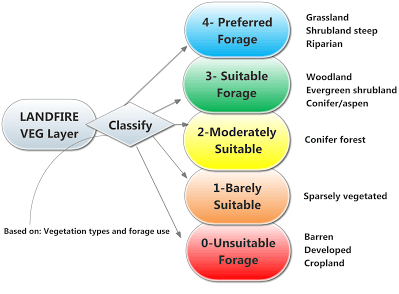 4- Preferred
Forage
Grassland
Shrubland steep
Riparian
3- Suitable
Forage
Woodland
Evergreen shrubland
Conifer/aspen
LANDFIRE
VEG Layer
Classify
2-Moderately
Suitable
Conifer forest
1-Barely
Suitable
Sparsely vegetated
Based on: Vegetation types and forage use
0-Unsuitable
Forage
Barren
Developed
Cropland